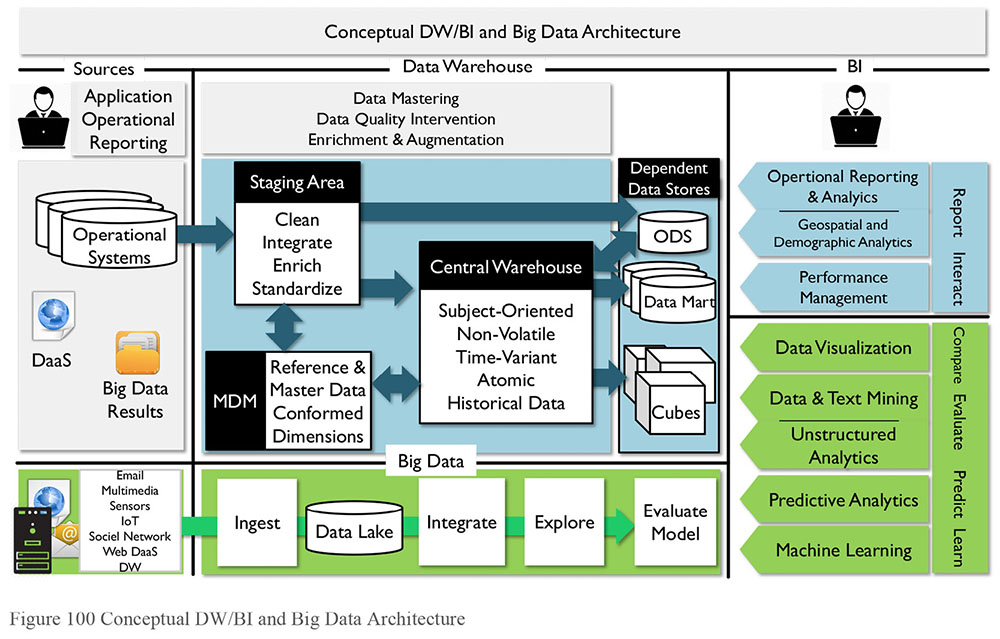 Conceptual DW/BI and Big Data Architecture
Sources
Data Warehouse
BI
Application
Operational
Reporting
Data Mastering
Data Quality Intervention
Enrichment & Augmentation
Operational
Systems
DaaS
Big Data
Results
Staging Area
Clean
Integrate
Enrich
Standardize
MDM
Reference &
Master Data
Conformed
Dimensions
Central Warehouse
Subject-Oriented
Non-Volatile
Time-Variant
Atomic
Historical Data
Dependent
Data Stores
ODS
Data Mart
Cubes
Opertional Reporting
& Analyics
Geospatial and
Demographic Analytics
Performance
Management
Report Interact
Data Visualization
Data & Text Mining
Unstructured
Analytics
Predictive Analytics
Machine Learning
Compare Evaluate Predict Learn
Big Data
Email
Multimedia
Sensors
IoT
Sociel Network
Web DaaS
DW
@
Ingest
Data Lake
Integrate
Explore
Evaluate
Model
Figure 100 Conceptual DW/BI and Big Data Architecture